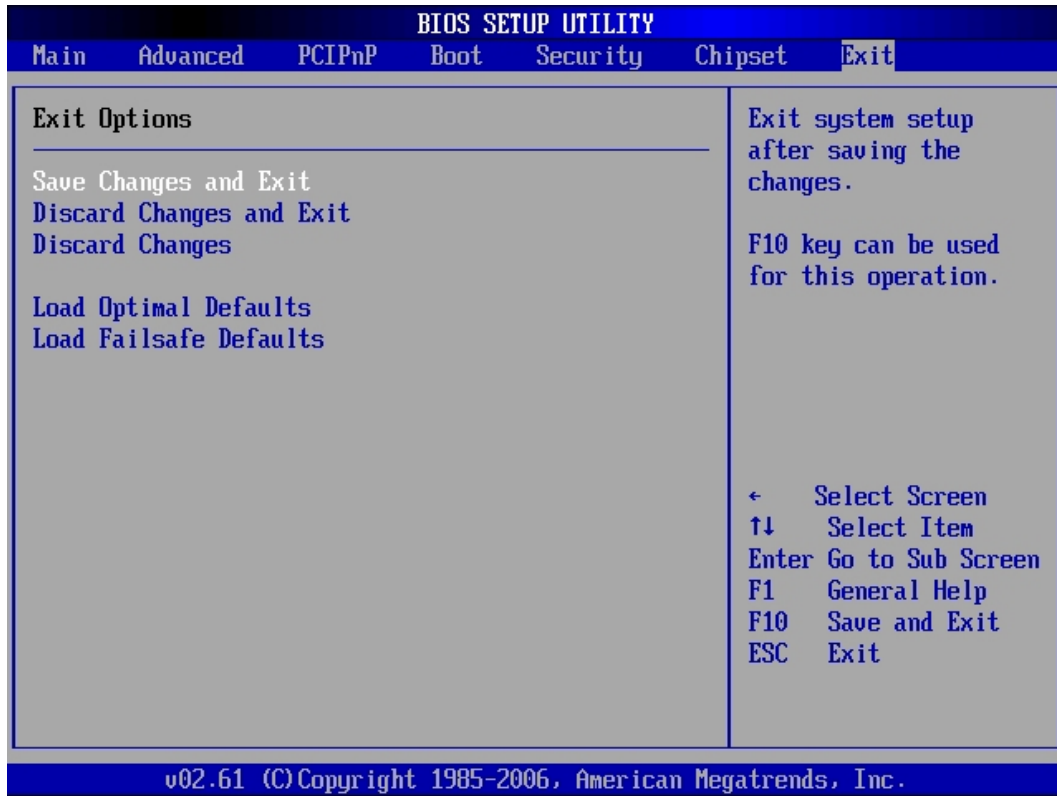 BIOS SETUP UTILITY
Main Advanced PCIPnP Boot Security Chipset Exit
Exit Options
Save Changes and Exit
Discard Changes and Exit
Discard Changes
Load Optimal Defaults
Load Failsafe Defaults
Exit system setup
after saving the
changes.
F10 key can be used
for this operation.
← Select Screen
↑↓ Select Item
Enter Go to Sub Screen
F1 General Help
F10 Save and Exit
ESC Exit
v02.61 (C)Copyright 1985-2006, American Megatrends, Inc.